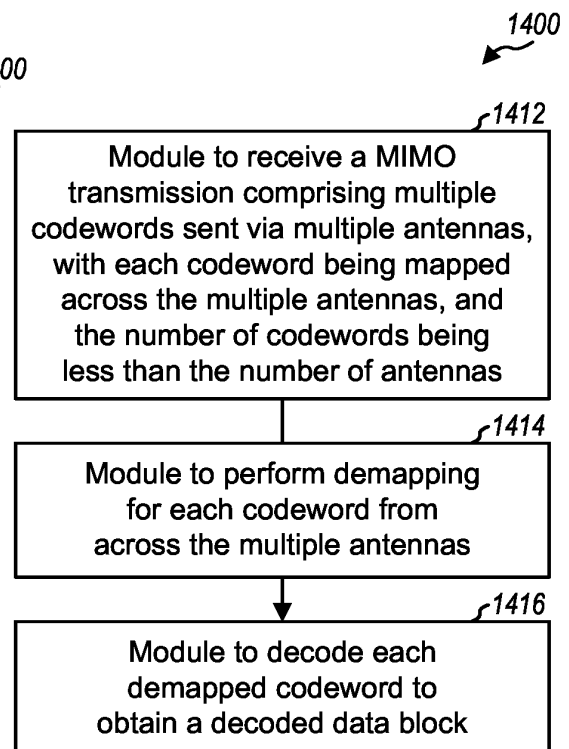 1400
00
1412
Module to receive a MIMO
transmission comprising multiple
codewords sent via multiple antennas,
with each codeword being mapped
across the multiple antennas, and
the number of codewords being
less than the number of antennas
1414
Module to perform demapping
for each codeword from
across the multiple antennas
1416
Module to decode each
demapped codeword to
obtain a decoded data block